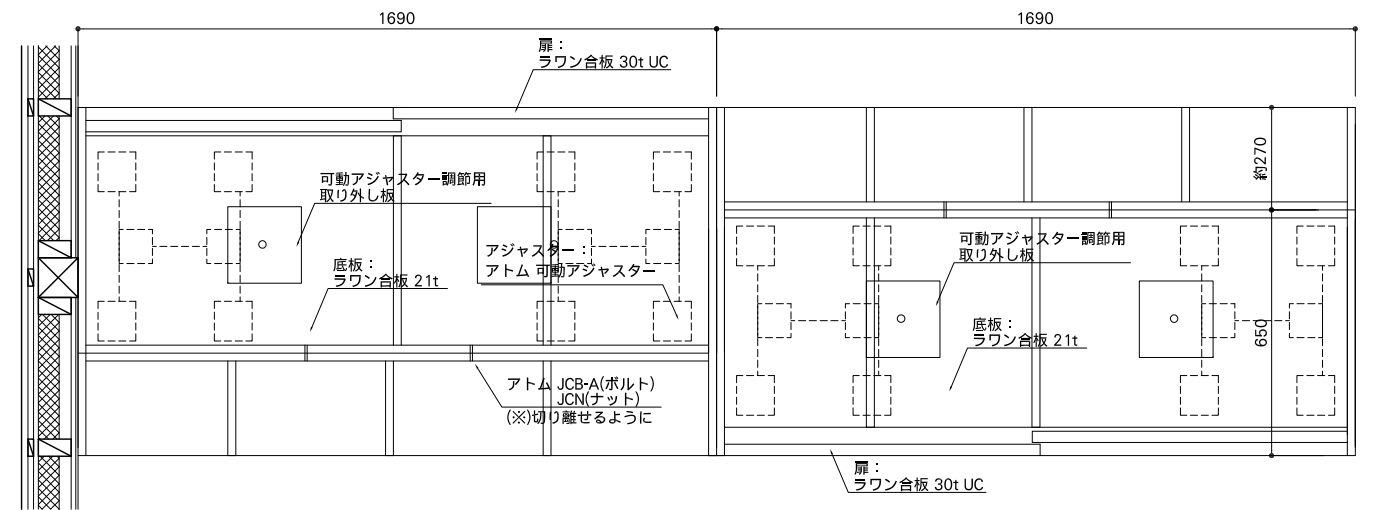 1690
1690
扉：
ラワン合板 30t UC
可動アジャスター調節用
取り外し板
アジャスター：
アトム 可動アジャスター
底板：
ラワン合板 21t
アトム JCB-A(ボルト)
JCN(ナット)
(※)切り離せるように
約270
可動アジャスター調節用
取り外し板
底板：
ラワン合板 21t
650
扉：
ラワン合板 30t UC